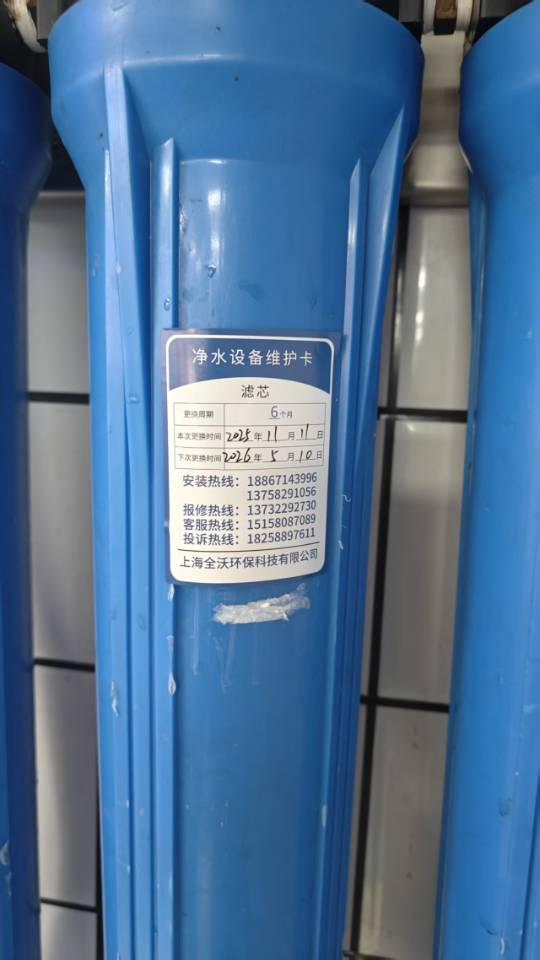 净水设备维护卡
滤芯
更换周期 6个月
本次更换时间 2025年11月11日
下次更换时间 2026年5月10日
安装热线：18867143996
13758291056
报修热线：13732292730
客服热线：15158087089
投诉热线：18258897611
上海全沃环保科技有限公司